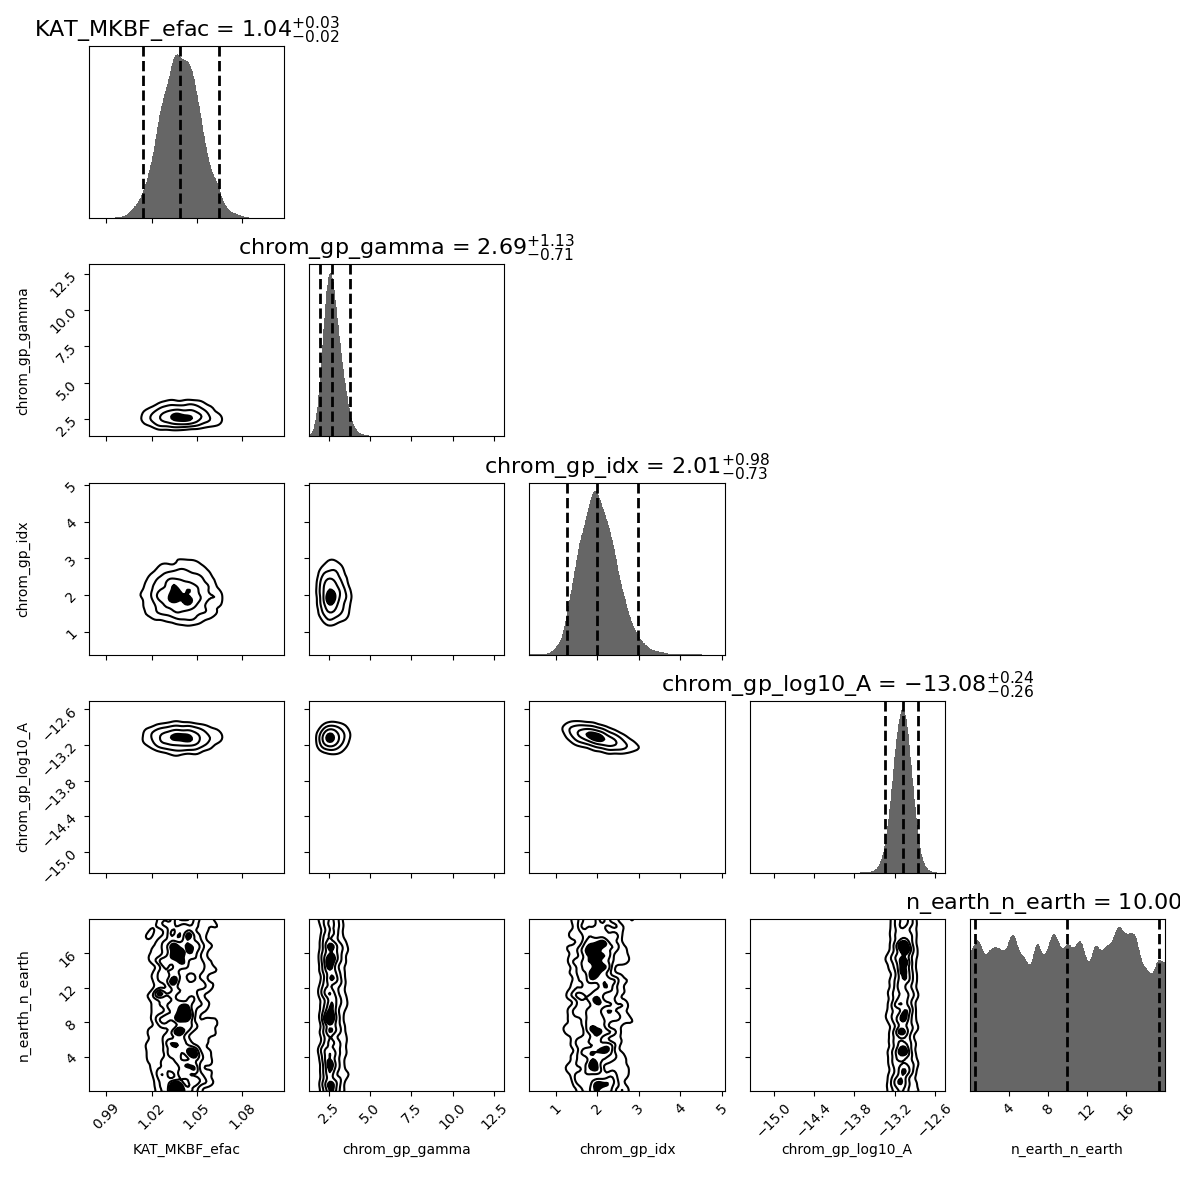 KAT_MKBF_efac = 1.04+0.03 −0.02
chrom_gp_gamma = 2.69+1.13 −0.71
12.5
10.0
7.5
5.0
2.5
chrom_gp_gamma
chrom_gp_idx = 2.01+0.98 −0.73
5
4
3
2
1
chrom_gp_idx
chrom_gp_log10_A = −13.08+0.24 −0.26
−12.6
−13.2
−13.8
−14.4
−15.0
chrom_gp_log10_A
n_earth_n_earth = 10.00
16
12
8
4
n_earth_n_earth
0.99 1.02 1.05 1.08
2.5 5.0 7.5 10.0 12.5
1 2 3 4 5
−15.0 −14.4 −13.8 −13.2 −12.6
4 8 12 16
KAT_MKBF_efac
chrom_gp_gamma
chrom_gp_idx
chrom_gp_log10_A
n_earth_n_earth